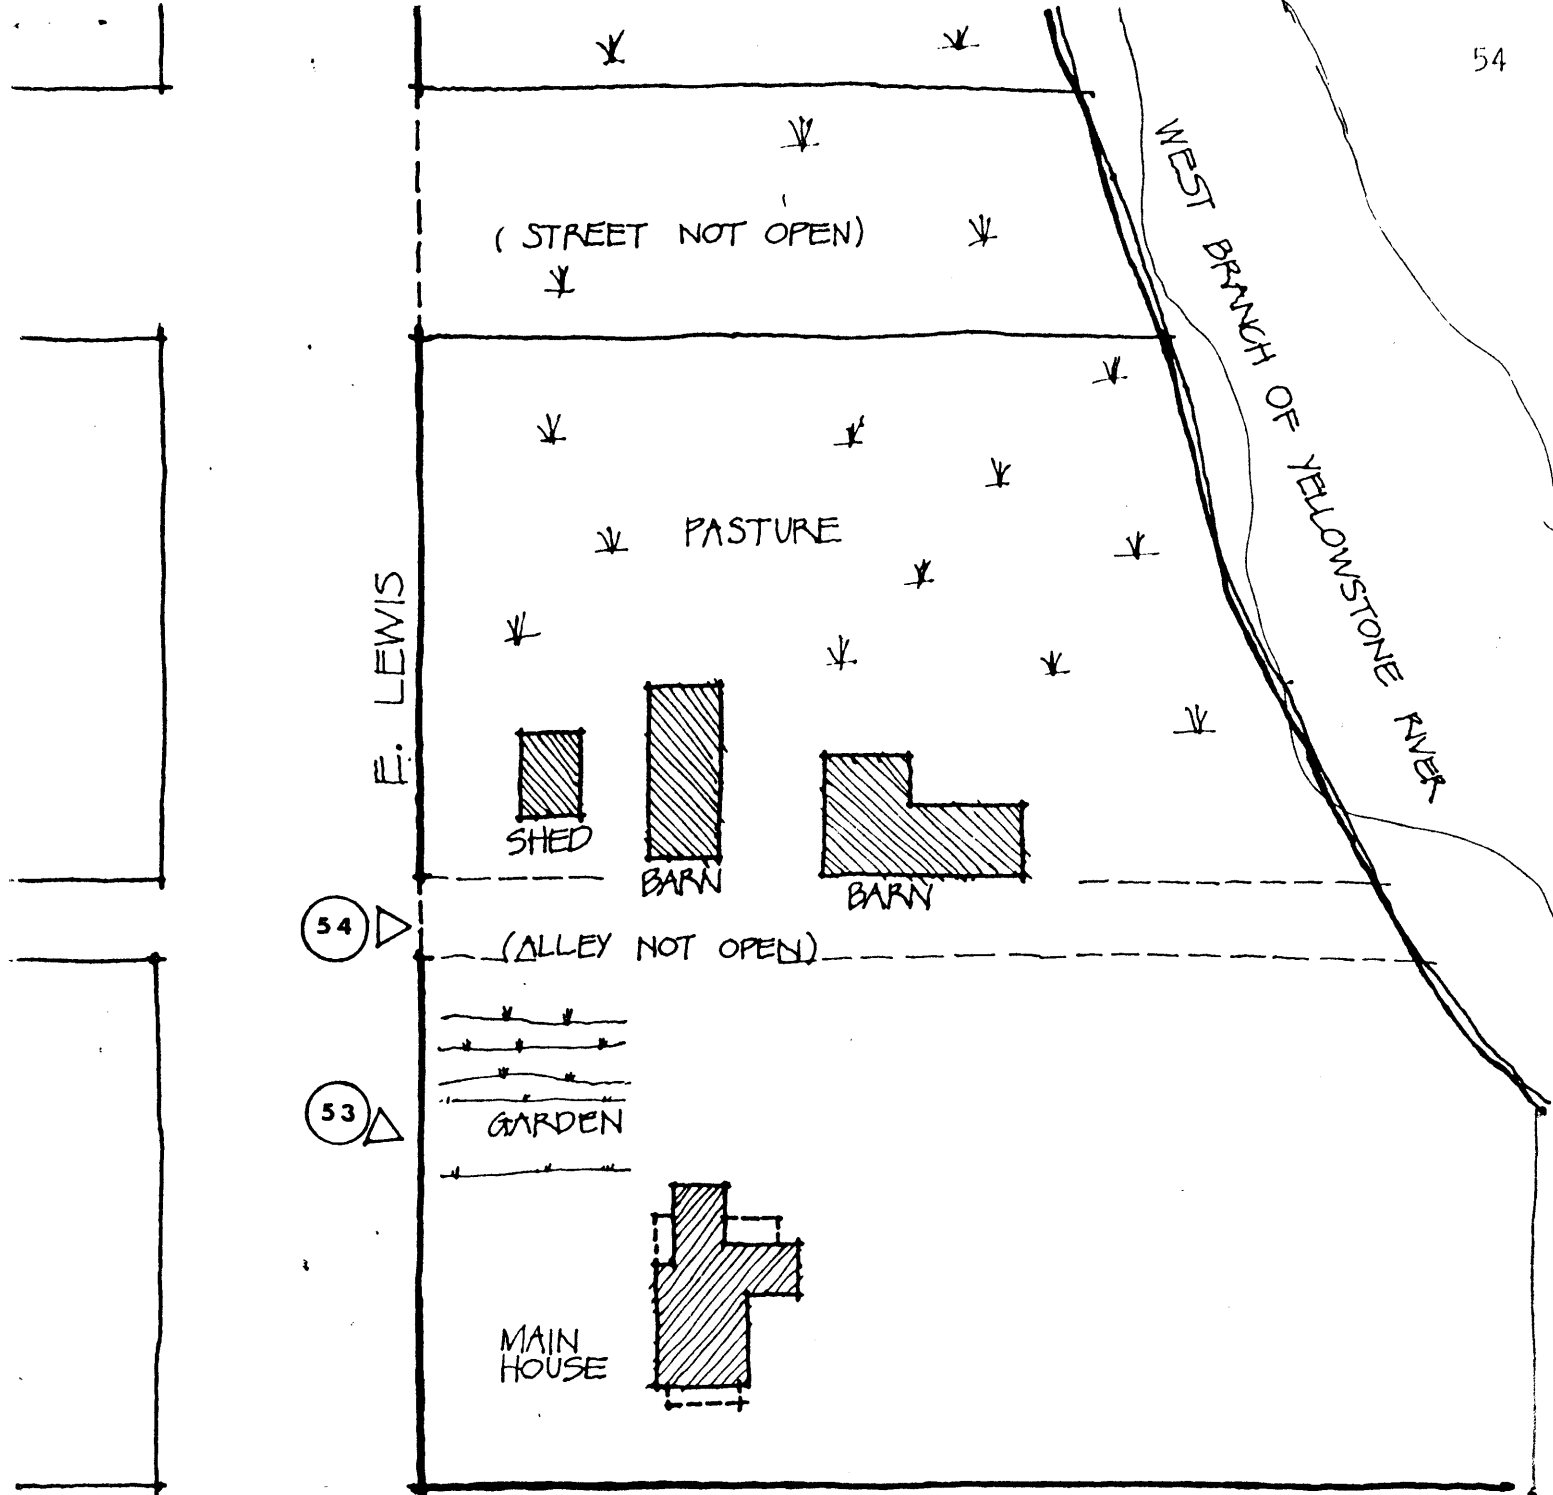 54
WEST BRANCH OF YELLOWSTONE RIVER
( STREET NOT OPEN)
PASTURE
E. LEWIS
SHED
BARN
BARN
54
(ALLEY NOT OPEN)
53
GARDEN
MAIN
HOUSE